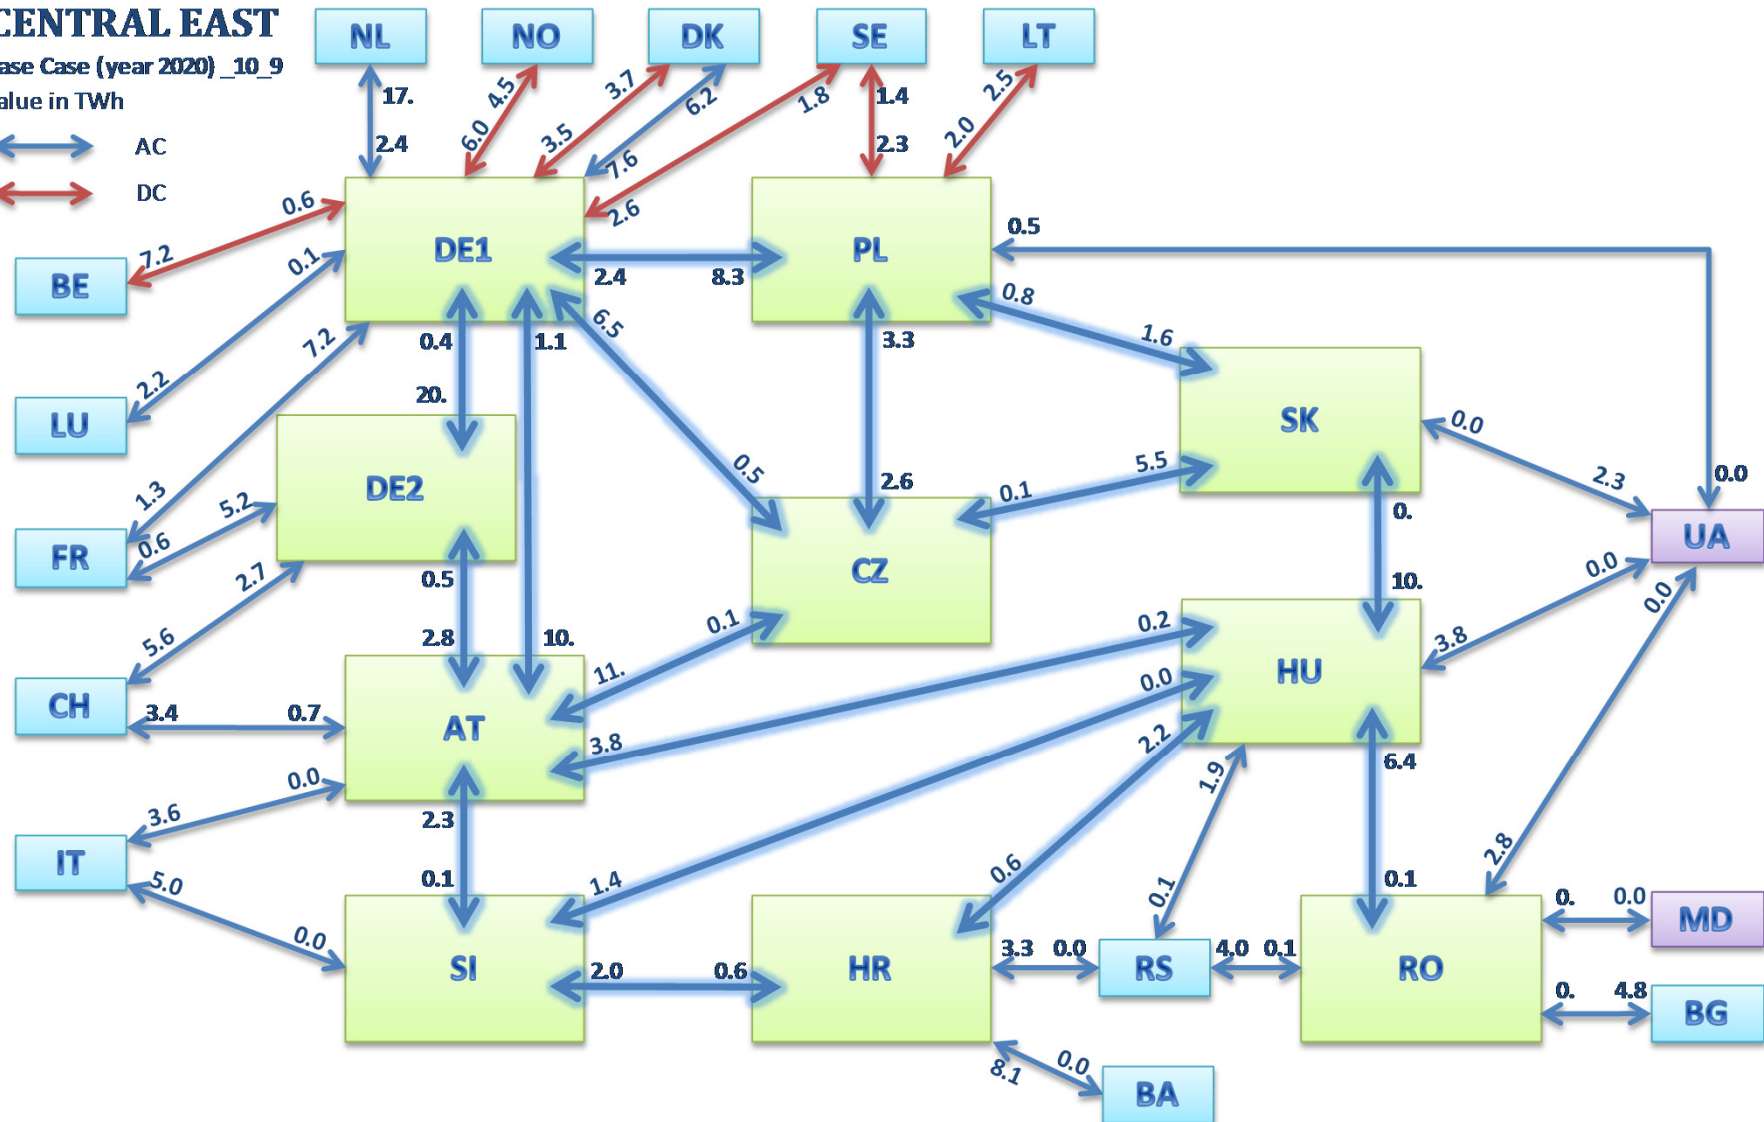 CENTRAL EAST
ase Case (year 2020) _10_9
alue in TWh
AC
DC
NL
NO
DK
SE
LT
17.
2.4
4.5
6.0
3.7
3.5
6.2
7.6
1.8
2.6
1.4
2.3
2.5
2.0
DE1
PL
2.4
8.3
0.5
0.6
7.2
BE
0.1
2.2
LU
7.2
1.3
FR
0.4
20.
1.1
10.
6.5
0.5
3.3
2.6
0.8
1.6
SK
0.0
2.3
0.0
UA
DE2
5.2
0.6
2.7
5.6
CH
0.5
2.8
CZ
0.1
5.5
0.1
11.
0.
10.
0.0
3.8
0.0
2.8
3.4
0.7
AT
0.2
3.8
HU
0.0
1.4
2.2
0.6
1.9
0.1
6.4
0.1
3.6
0.0
IT
5.0
0.0
2.3
0.1
SI
2.0
0.6
HR
3.3
0.0
RS
4.0
0.1
RO
0.
0.0
MD
0.
4.8
BG
8.1
0.0
BA